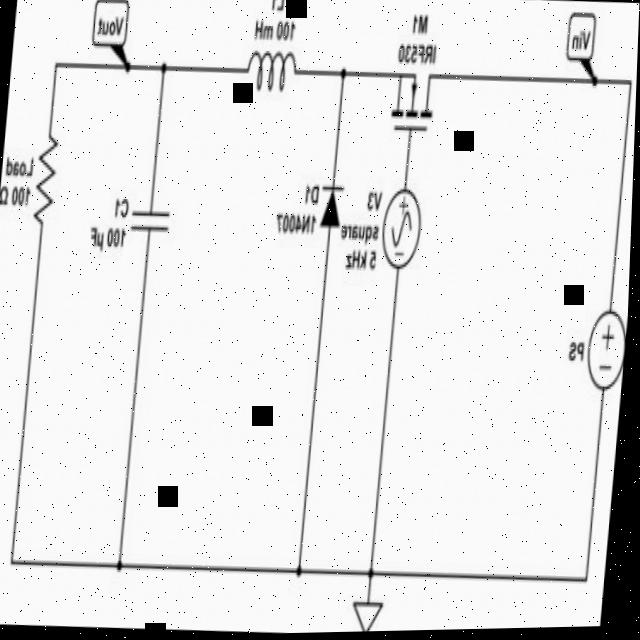 Vin
M1
IRF530
L1
100 mH
Vout
V3
square
5 kHz
D1
1N4007
C1
100 µF
Load
100 Ω
PS